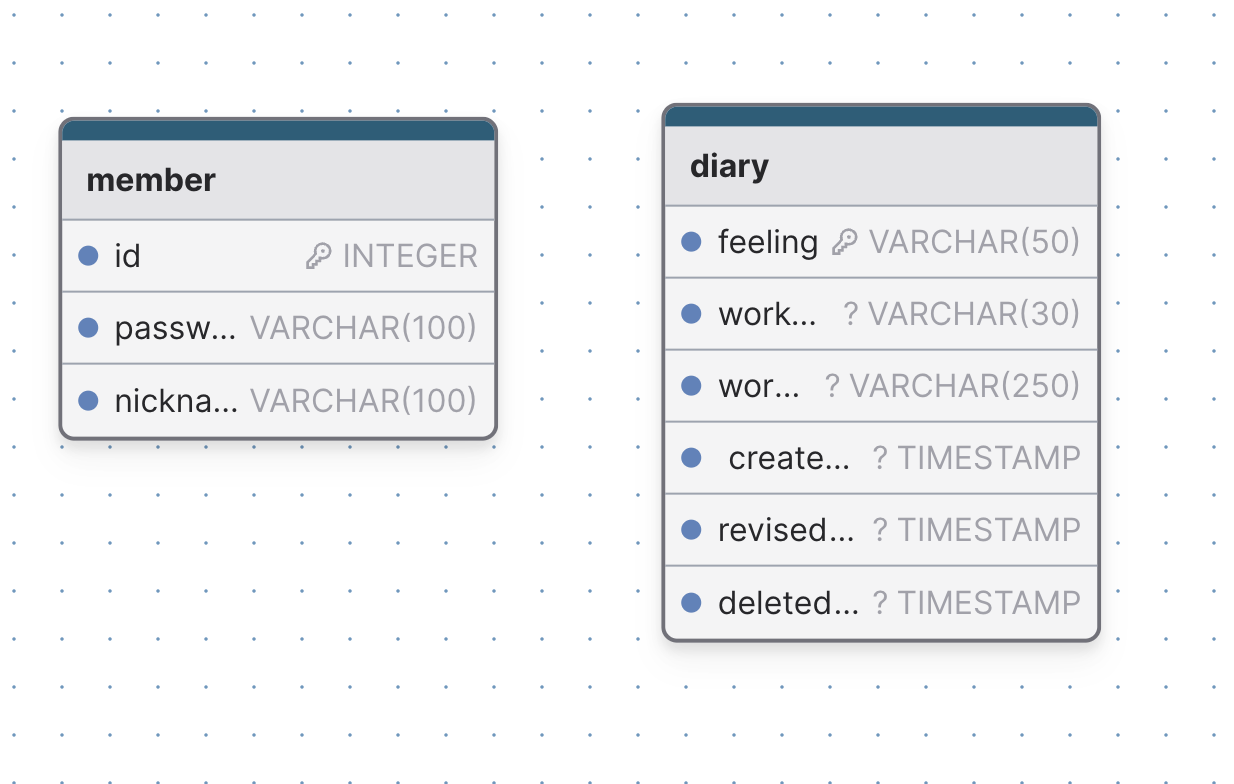 member
id INTEGER
passw... VARCHAR(100)
nickna... VARCHAR(100)
diary
feeling VARCHAR(50)
work... ? VARCHAR(30)
wor... ? VARCHAR(250)
create... ? TIMESTAMP
revised... ? TIMESTAMP
deleted... ? TIMESTAMP